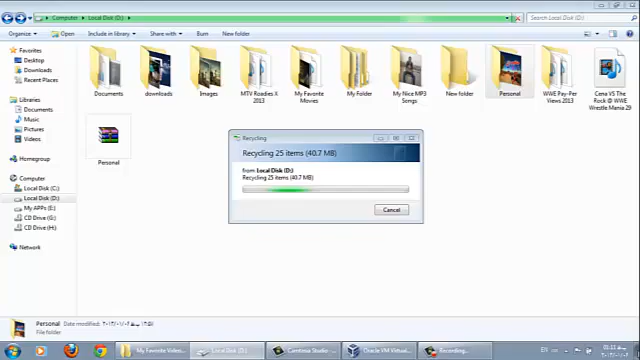 Computer ▸ Local Disk (D:) ▸
Search Local Disk (D:)
Organize ▾ Open Include in library ▾ Share with ▾ Burn New folder
Favorites
Desktop
Downloads
Recent Places
Libraries
Documents
Music
Pictures
Videos
Homegroup
Computer
Local Disk (C:)
Local Disk (D:)
My APPs (E:)
CD Drive (G:)
CD Drive (H:)
Network
Documents
downloads
Images
MTV Roadies X 2013
My Favorite Movies
My Folder
My Nice MP3 Songs
New folder
Personal
WWE Pay-Per Views 2013
Cena VS The Rock @ WWE Wrestle Mania 29
Personal
Recycling
Recycling 25 items (40.7 MB)
from Local Disk (D:)
Recycling 25 items (40.7 MB)
Cancel
Personal Date modified:
File folder
My Favorite Video...
Local Disk (D:)
Camtasia Studio ...
Oracle VM Virtual...
Recording...
EN